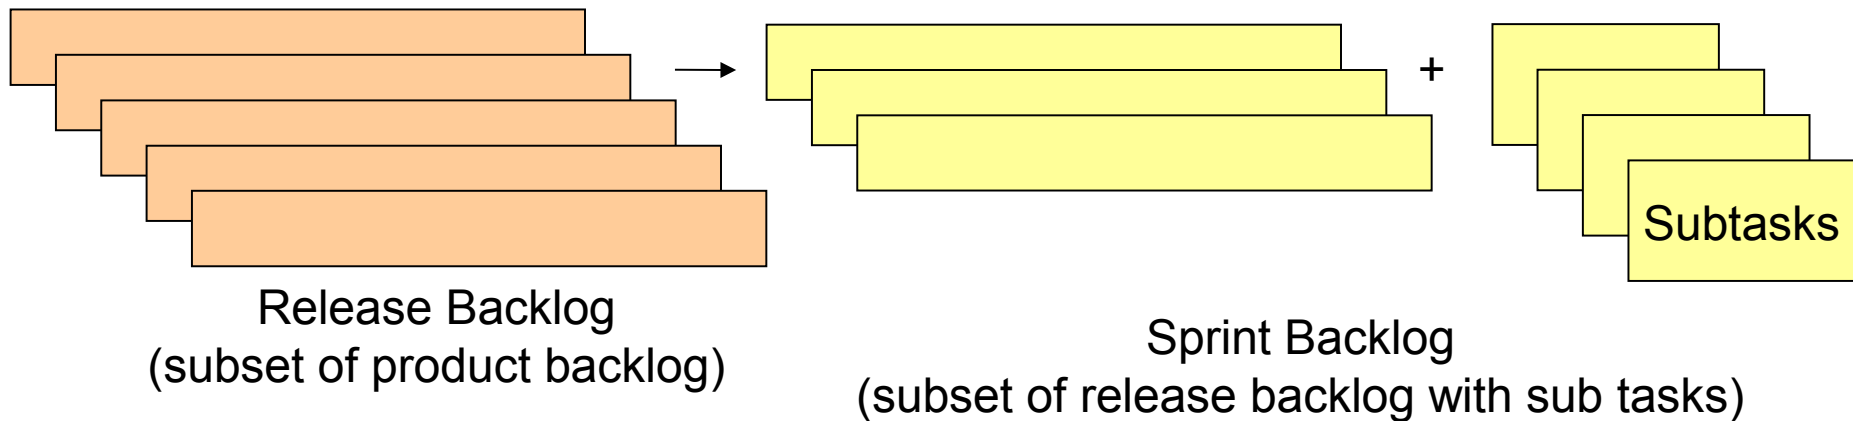 +
Subtasks
Release Backlog
(subset of product backlog)
Sprint Backlog
(subset of release backlog with sub tasks)